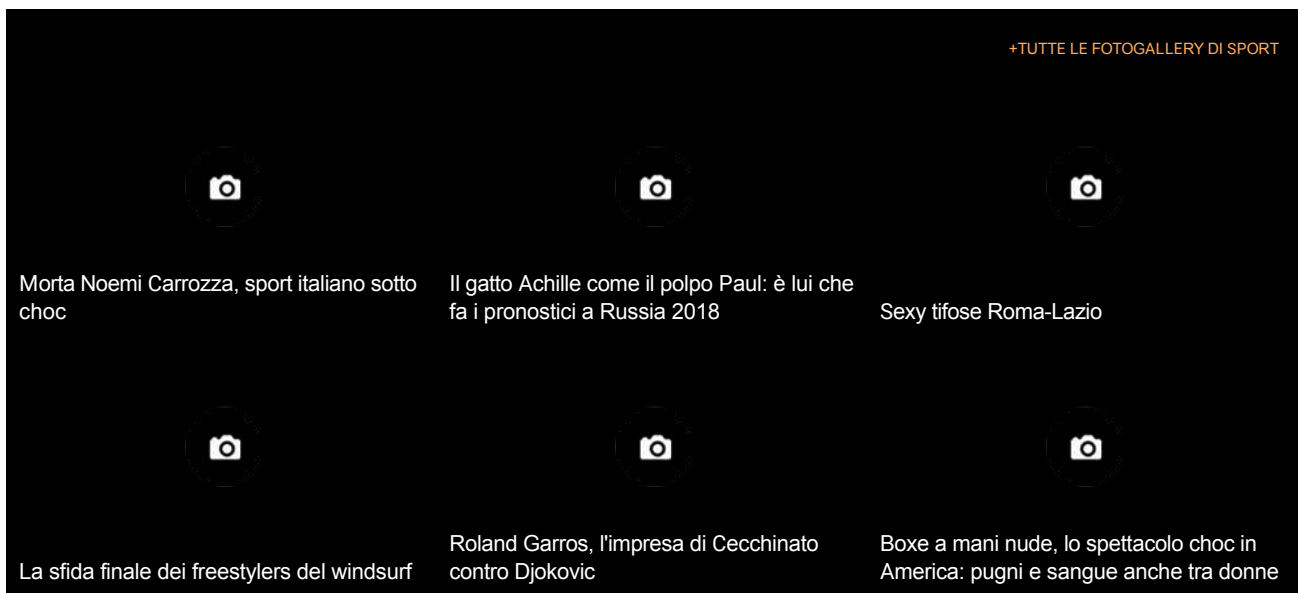 +TUTTE LE FOTOGALLERY DI SPORT
Morta Noemi Carrozza, sport italiano sotto
choc
Il gatto Achille come il polpo Paul: è lui che
fa i pronostici a Russia 2018
Sexy tifose Roma-Lazio
La sfida finale dei freestylers del windsurf
Roland Garros, l'impresa di Cecchinato
contro Djokovic
Boxe a mani nude, lo spettacolo choc in
America: pugni e sangue anche tra donne